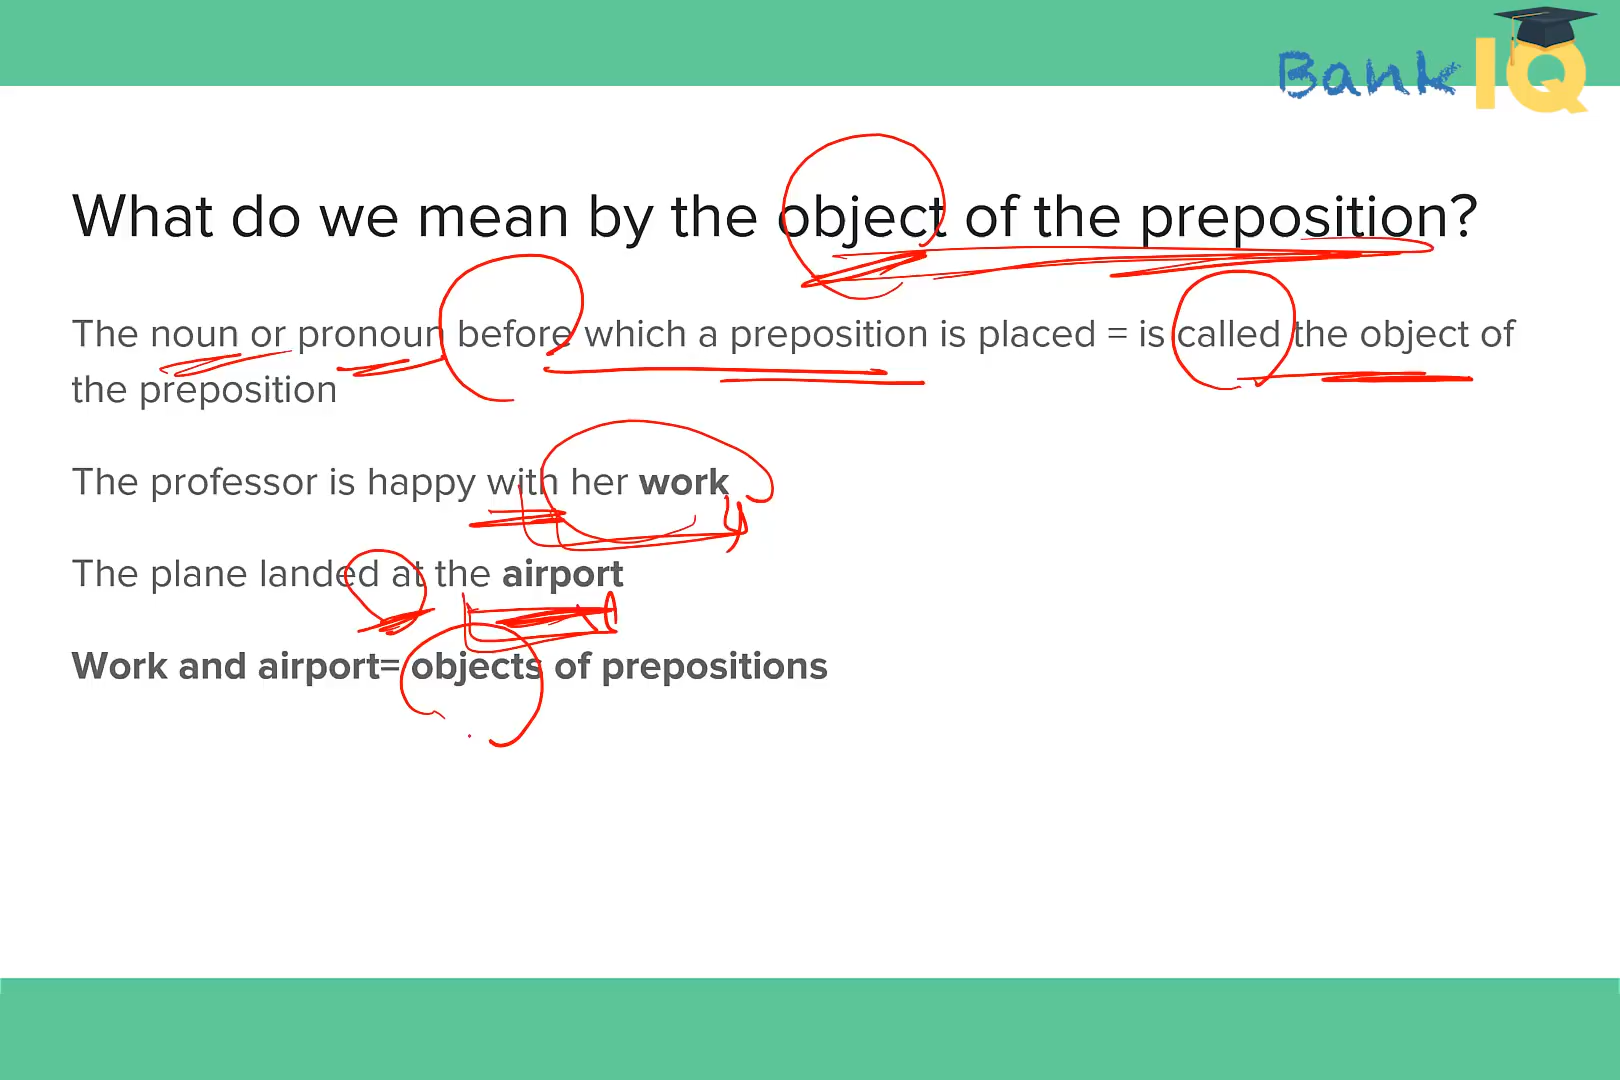 Bank IQ
What do we mean by the object of the preposition?
The noun or pronoun before which a preposition is placed = is called the object of
the preposition
The professor is happy with her work
The plane landed at the airport
Work and airport= objects of prepositions